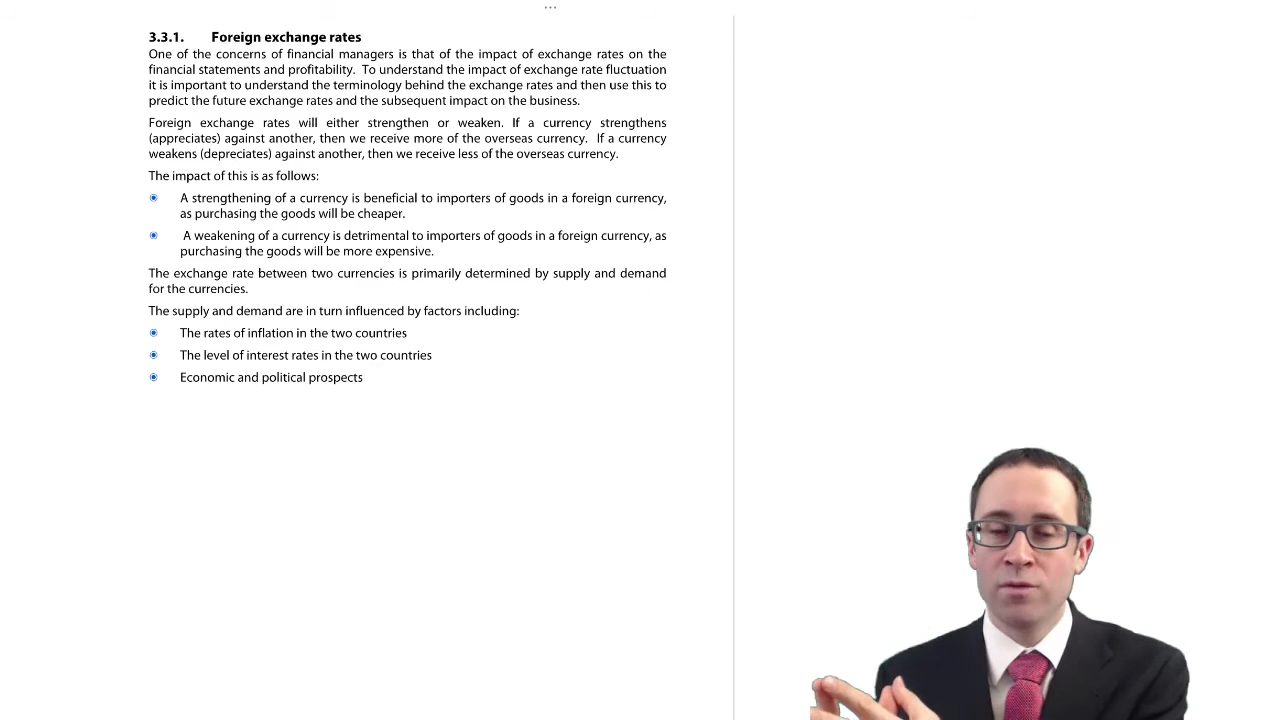 3.3.1. Foreign exchange rates
One of the concerns of financial managers is that of the impact of exchange rates on the
financial statements and profitability. To understand the impact of exchange rate fluctuation
it is important to understand the terminology behind the exchange rates and then use this to
predict the future exchange rates and the subsequent impact on the business.
Foreign exchange rates will either strengthen or weaken. If a currency strengthens
(appreciates) against another, then we receive more of the overseas currency. If a currency
weakens (depreciates) against another, then we receive less of the overseas currency.
The impact of this is as follows:
A strengthening of a currency is beneficial to importers of goods in a foreign currency,
as purchasing the goods will be cheaper.
A weakening of a currency is detrimental to importers of goods in a foreign currency, as
purchasing the goods will be more expensive.
The exchange rate between two currencies is primarily determined by supply and demand
for the currencies.
The supply and demand are in turn influenced by factors including:
The rates of inflation in the two countries
The level of interest rates in the two countries
Economic and political prospects